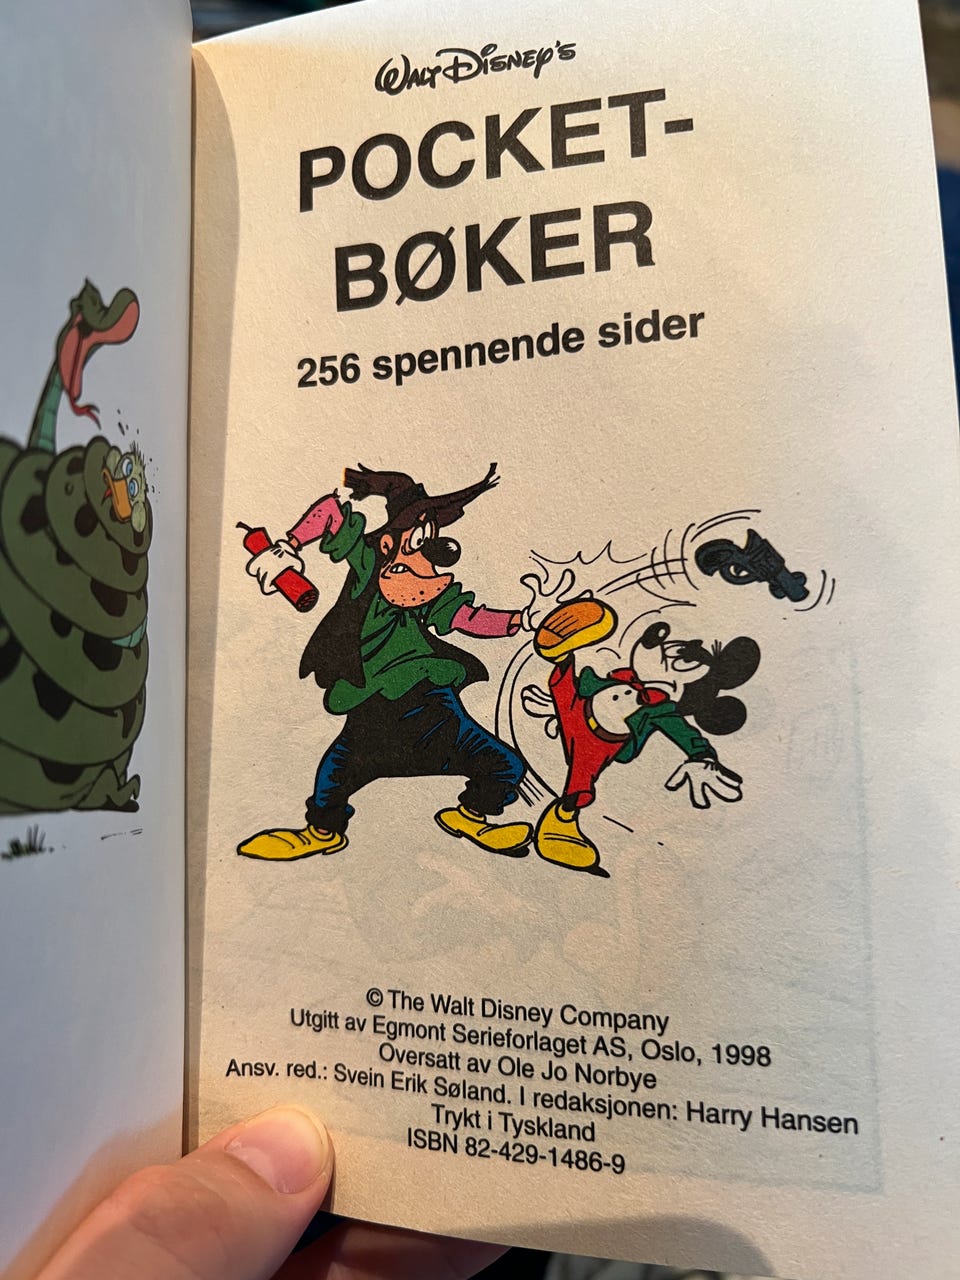 Walt Disney's
POCKET-
BØKER
256 spennende sider
© The Walt Disney Company
Utgitt av Egmont Serieforlaget AS, Oslo, 1998
Oversatt av Ole Jo Norbye
Ansv. red.: Svein Erik Søland. I redaksjonen: Harry Hansen
Trykt i Tyskland
ISBN 82-429-1486-9